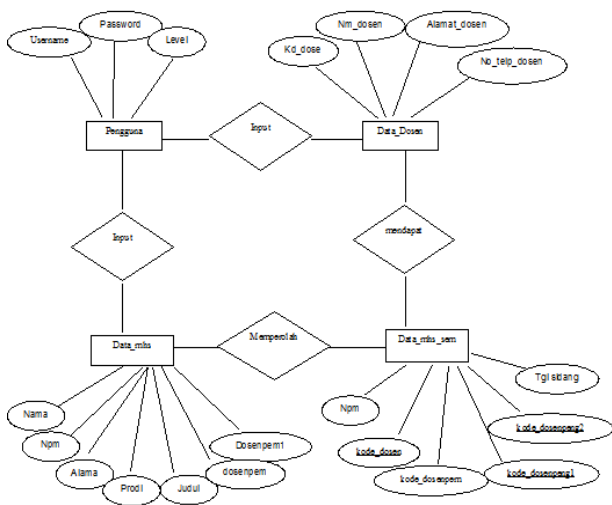 Password
Username
Level
Nm_dosen
Alamat_dosen
Kd_dose
No_telp_dosen
Pengguna
Input
Data_Dosen
Input
mendapat
Data_mhs
Memperolah
Data_mhs_sem
Nama
Npm
Alama
Prodi
Judul
dosenpem
Dosenpem1
Npm
kode_dosen
kode_dosenpem
kode_dosenpeng1
kode_dosenpeng2
Tgl sidang